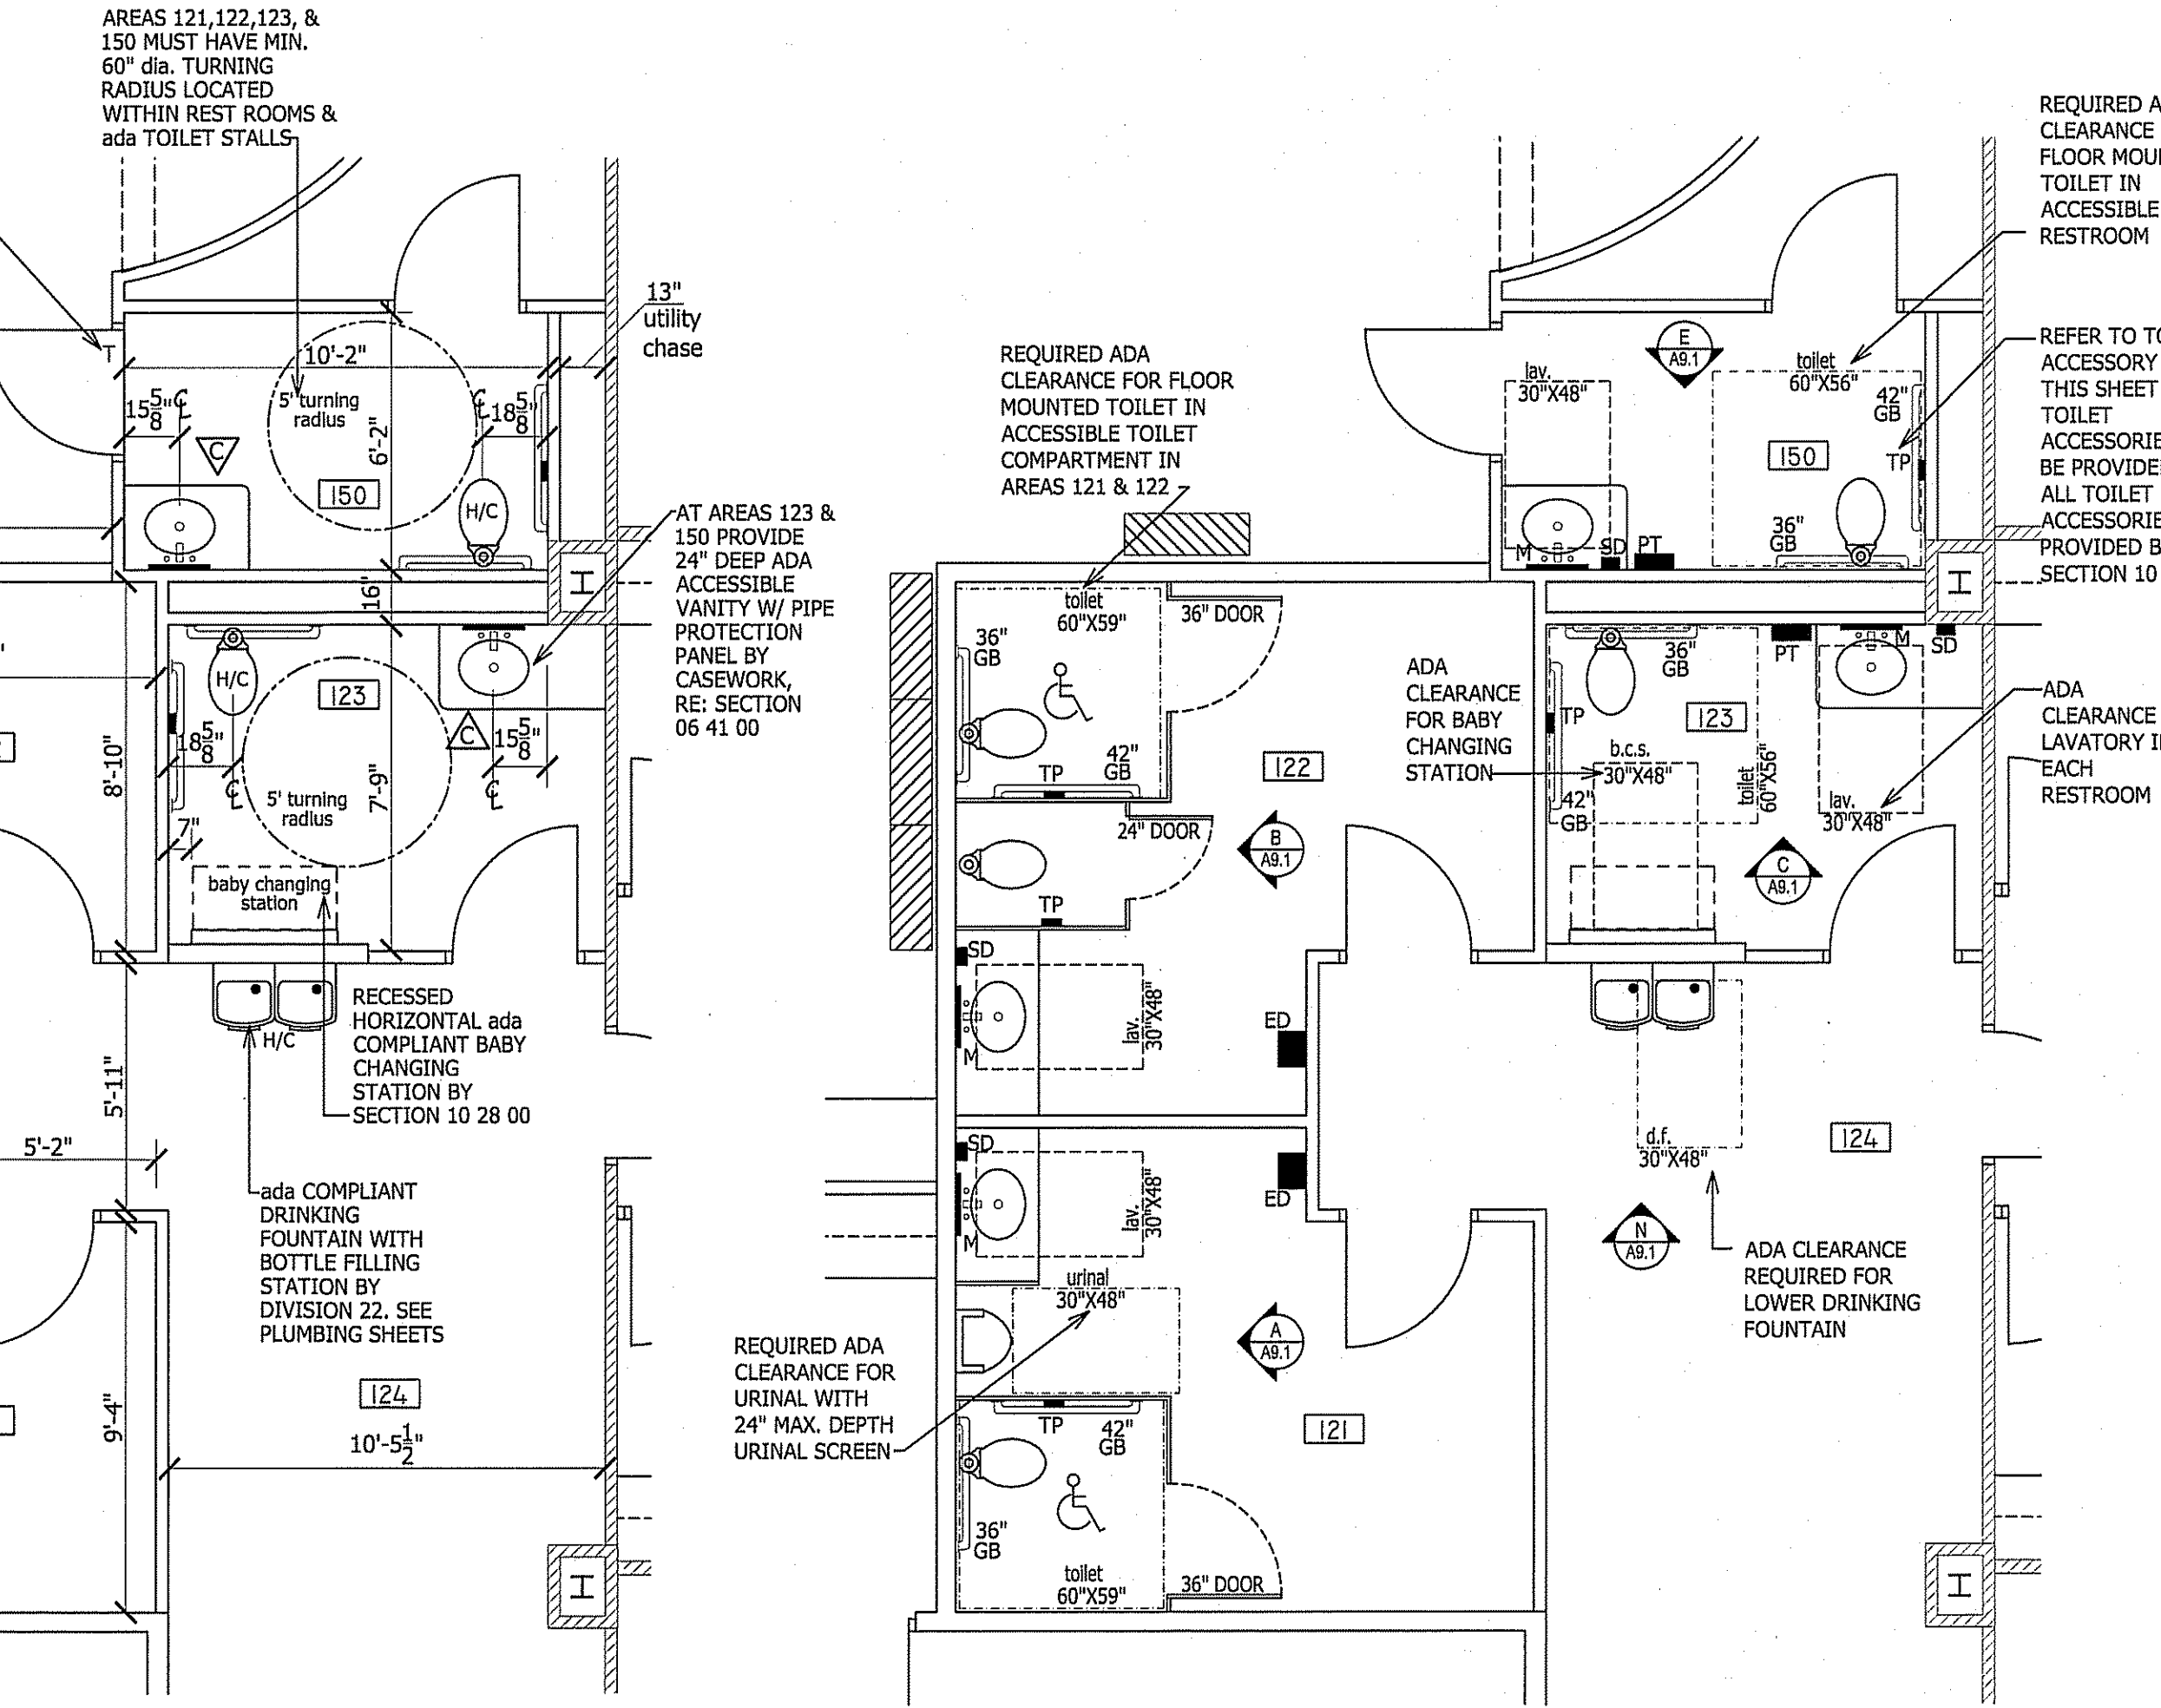 AREAS 121,122,123, &
150 MUST HAVE MIN.
60" dia. TURNING
RADIUS LOCATED
WITHIN REST ROOMS &
ada TOILET STALLS
13"
utility
chase
T
10'-2"
5' turning
radius
15 5/8"
℄
C
6'-2"
℄
18 5/8"
150
H/C
16"
AT AREAS 123 &
150 PROVIDE
24" DEEP ADA
ACCESSIBLE
VANITY W/ PIPE
PROTECTION
PANEL BY
CASEWORK,
RE: SECTION
06 41 00
H/C
123
C
18 5/8"
15 5/8"
℄
℄
8'-10"
7'-9"
5' turning
radius
7"
baby changing
station
H/C
RECESSED
HORIZONTAL ada
COMPLIANT BABY
CHANGING
STATION BY
SECTION 10 28 00
5'-11"
5'-2"
ada COMPLIANT
DRINKING
FOUNTAIN WITH
BOTTLE FILLING
STATION BY
DIVISION 22. SEE
PLUMBING SHEETS
124
9'-4"
10'-5 1/2"
REQUIRED ADA
CLEARANCE FOR FLOOR
MOUNTED TOILET IN
ACCESSIBLE TOILET
COMPARTMENT IN
AREAS 121 & 122
toilet
60"X59"
36" DOOR
36"
GB
42"
GB
TP
122
24" DOOR
B
A9.1
TP
SD
lav.
30"X48"
M
ED
SD
lav.
30"X48"
M
ED
urinal
30"X48"
REQUIRED ADA
CLEARANCE FOR
URINAL WITH
24" MAX. DEPTH
URINAL SCREEN
A
A9.1
TP
42"
GB
121
36"
GB
toilet
60"X59"
36" DOOR
REQUIRED A
CLEARANCE
FLOOR MOU
TOILET IN
ACCESSIBLE
RESTROOM
E
A9.1
lav.
30"X48"
toilet
60"X56"
42"
GB
150
TP
36"
GB
M
SD
PT
REFER TO TO
ACCESSORY
THIS SHEET
TOILET
ACCESSORIE
BE PROVIDE
ALL TOILET
ACCESSORIE
PROVIDED B
SECTION 10
ADA
CLEARANCE
FOR BABY
CHANGING
STATION
36"
GB
PT
M
SD
TP
123
b.c.s.
30"X48"
toilet
60"X56"
42"
GB
lav.
30"X48"
C
A9.1
ADA
CLEARANCE
LAVATORY I
EACH
RESTROOM
d.f.
30"X48"
124
N
A9.1
ADA CLEARANCE
REQUIRED FOR
LOWER DRINKING
FOUNTAIN